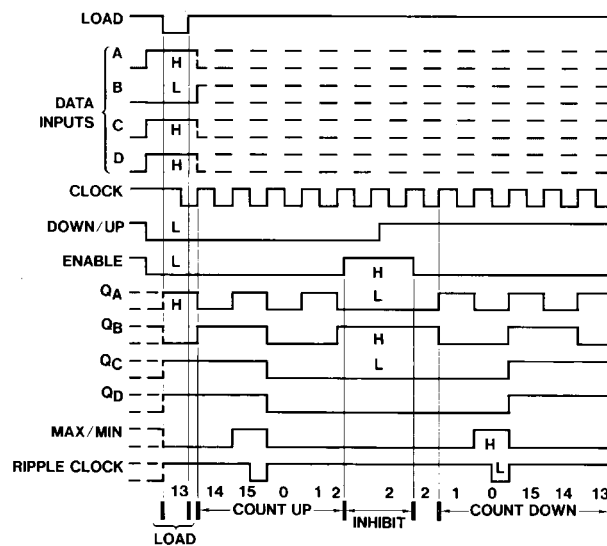 LOAD
A
H
B
L
DATA
INPUTS
C
H
D
H
CLOCK
DOWN/UP
L
ENABLE
L
H
QA
H
L
QB
H
QC
L
QD
MAX/MIN
H
RIPPLE CLOCK
L
13 14 15 0 1 2 2 2 1 0 15 14 13
COUNT UP
INHIBIT
COUNT DOWN
LOAD